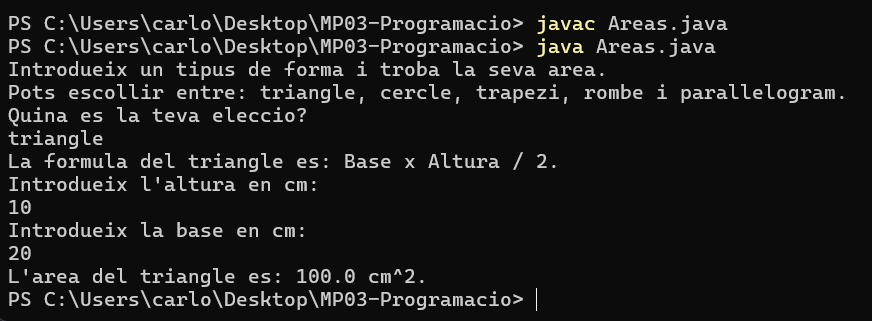 PS C:\Users\carlo\Desktop\MP03-Programacio> javac Areas.java
PS C:\Users\carlo\Desktop\MP03-Programacio> java Areas.java
Introdueix un tipus de forma i troba la seva area.
Pots escollir entre: triangle, cercle, trapezi, rombe i parallelogram.
Quina es la teva eleccio?
triangle
La formula del triangle es: Base x Altura / 2.
Introdueix l'altura en cm:
10
Introdueix la base en cm:
20
L'area del triangle es: 100.0 cm^2.
PS C:\Users\carlo\Desktop\MP03-Programacio>